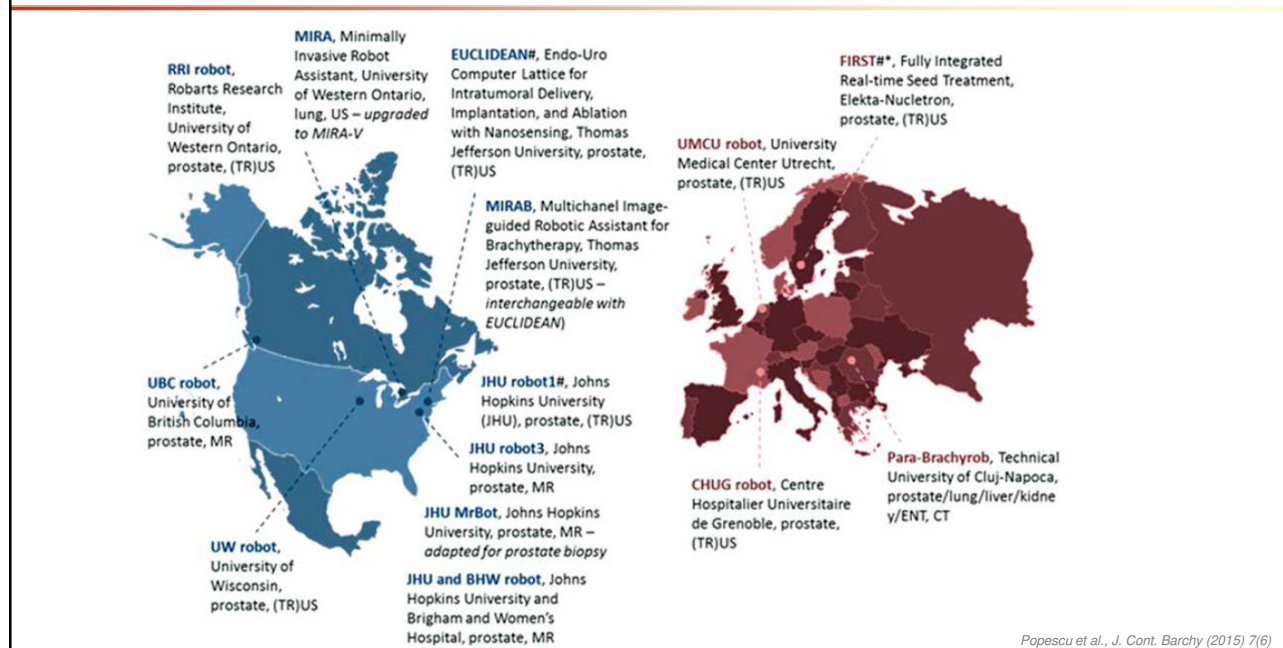 RRI robot,
Robarts Research
Institute,
University of
Western Ontario,
prostate, (TR)US
MIRA, Minimally
Invasive Robot
Assistant, University
of Western Ontario,
lung, US – upgraded
to MIRA-V
EUCLIDEAN#, Endo-Uro
Computer Lattice for
Intratumoral Delivery,
Implantation, and Ablation
with Nanosensing, Thomas
Jefferson University, prostate,
(TR)US
MIRAB, Multichanel Image-
guided Robotic Assistant for
Brachytherapy, Thomas
Jefferson University,
prostate, (TR)US –
interchangeable with
EUCLIDEAN)
UBC robot,
University of
British Columbia,
prostate, MR
JHU robot1#, Johns
Hopkins University
(JHU), prostate, (TR)US
JHU robot3, Johns
Hopkins University,
prostate, MR
JHU MrBot, Johns Hopkins
University, prostate, MR –
adapted for prostate biopsy
UW robot,
University of
Wisconsin,
prostate, (TR)US
JHU and BHW robot, Johns
Hopkins University and
Brigham and Women's
Hospital, prostate, MR
FIRST#*, Fully Integrated
Real-time Seed Treatment,
Elekta-Nucletron,
prostate, (TR)US
UMCU robot, University
Medical Center Utrecht,
prostate, (TR)US
CHUG robot, Centre
Hospitalier Universitaire
de Grenoble, prostate,
(TR)US
Para-Brachyrob, Technical
University of Cluj-Napoca,
prostate/lung/liver/kidne
y/ENT, CT
Popescu et al., J. Cont. Barchy (2015) 7(6)